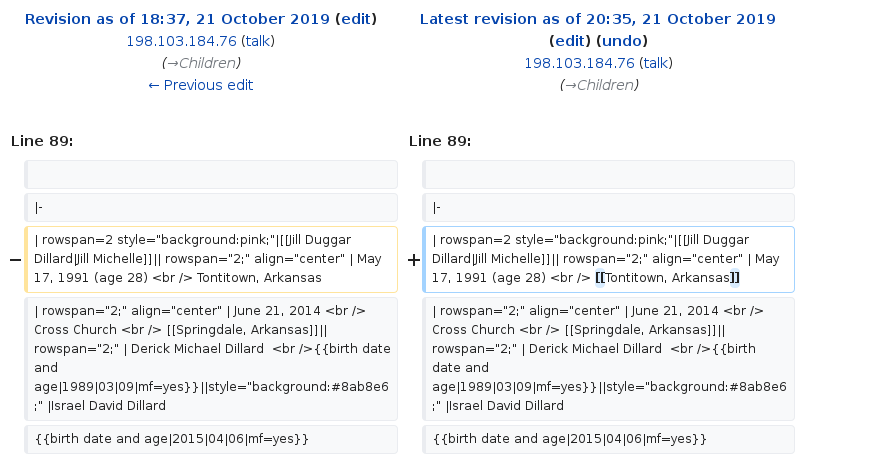 Revision as of 18:37, 21 October 2019 (edit)
198.103.184.76 (talk)
(→Children)
← Previous edit
Latest revision as of 20:35, 21 October 2019
(edit) (undo)
198.103.184.76 (talk)
(→Children)
Line 89:
Line 89:
|-
|-
−
| rowspan=2 style="background:pink;"|[[Jill Duggar
Dillard|Jill Michelle]]|| rowspan="2;" align="center" | May
17, 1991 (age 28) <br /> Tontitown, Arkansas
+
| rowspan=2 style="background:pink;"|[[Jill Duggar
Dillard|Jill Michelle]]|| rowspan="2;" align="center" | May
17, 1991 (age 28) <br /> [[Tontitown, Arkansas]]
| rowspan="2;" align="center" | June 21, 2014 <br />
Cross Church <br /> [[Springdale, Arkansas]]||
rowspan="2;" | Derick Michael Dillard  <br />{{birth date
and
age|1989|03|09|mf=yes}}||style="background:#8ab8e6
;" |Israel David Dillard
| rowspan="2;" align="center" | June 21, 2014 <br />
Cross Church <br /> [[Springdale, Arkansas]]||
rowspan="2;" | Derick Michael Dillard  <br />{{birth
date and
age|1989|03|09|mf=yes}}||style="background:#8ab8e6
;" |Israel David Dillard
{{birth date and age|2015|04|06|mf=yes}}
{{birth date and age|2015|04|06|mf=yes}}